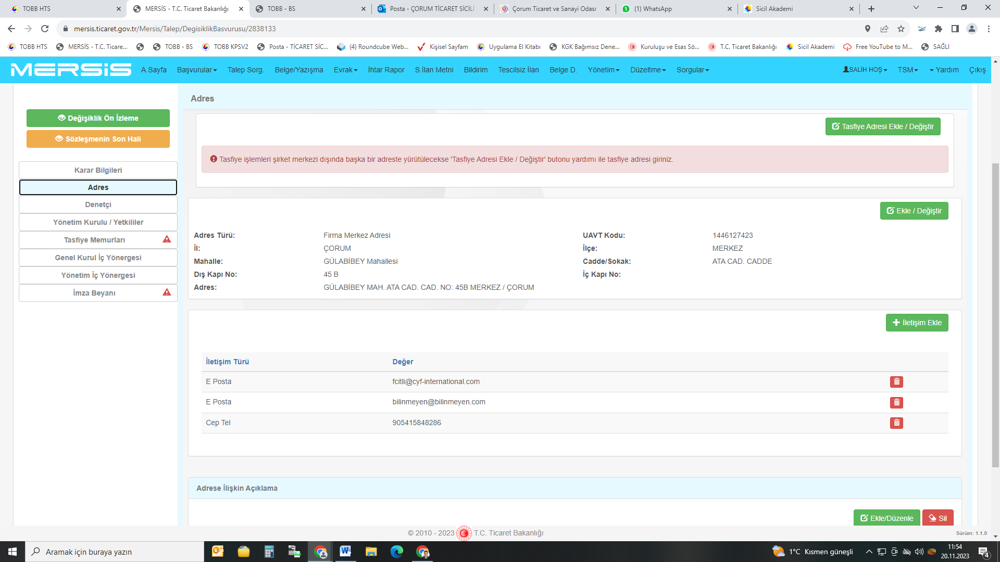 TOBB HTS
MERSİS - T.C. Ticaret Bakanlığı
TOBB - BS
Posta - ÇORUM TİCARET SİCİLİ
Çorum Ticaret ve Sanayi Odası
(1) WhatsApp
Sicil Akademi
mersis.ticaret.gov.tr/Mersis/Talep/DegisiklikBasvurusu/2838133
TOBB HTS
MERSİS - T.C. Ticare...
TOBB - BS
TOBB KPSV2
Posta - TİCARET SİC...
(4) Roundcube Web...
Kişisel Sayfam
Uygulama El Kitabı
KGK Bağımsız Dene...
Kuruluşu ve Esas Sö...
T.C. Ticaret Bakanlığı
Sicil Akademi
Free YouTube to M...
SAĞLI
MERSiS
A.Sayfa
Başvurular
Talep Sorg.
Belge/Yazışma
Evrak
İhtar Rapor
S.İlan Metni
Bildirim
Tescilsiz İlan
Belge D.
Yönetim
Düzeltme
Sorgular
SALİH HOŞ
TSM
Yardım
Çıkış
Değişiklik Ön İzleme
Sözleşmenin Son Hali
Karar Bilgileri
Adres
Denetçi
Yönetim Kurulu / Yetkililer
Tasfiye Memurları
Genel Kurul İç Yönergesi
Yönetim İç Yönergesi
İmza Beyanı
Adres
Tasfiye Adresi Ekle / Değiştir
Tasfiye işlemleri şirket merkezi dışında başka bir adreste yürütülecekse 'Tasfiye Adresi Ekle / Değiştir' butonu yardımı ile tasfiye adresi giriniz.
Ekle / Değiştir
Adres Türü: Firma Merkez Adresi UAVT Kodu: 1446127423
İl: ÇORUM İlçe: MERKEZ
Mahalle: GÜLABİBEY Mahallesi Cadde/Sokak: ATA CAD. CADDE
Dış Kapı No: 45 B İç Kapı No:
Adres: GÜLABİBEY MAH. ATA CAD. CAD. NO: 45B MERKEZ / ÇORUM
İletişim Ekle
İletişim Türü Değer
E Posta fcitli@cyf-international.com
E Posta bilinmeyen@bilinmeyen.com
Cep Tel 905415848286
Adrese İlişkin Açıklama
Ekle/Düzenle
Sil
© 2010 - 2023 T.C. Ticaret Bakanlığı
Sürüm: 1.1.0
Aramak için buraya yazın
1°C Kısmen güneşli
11:54
20.11.2023
4